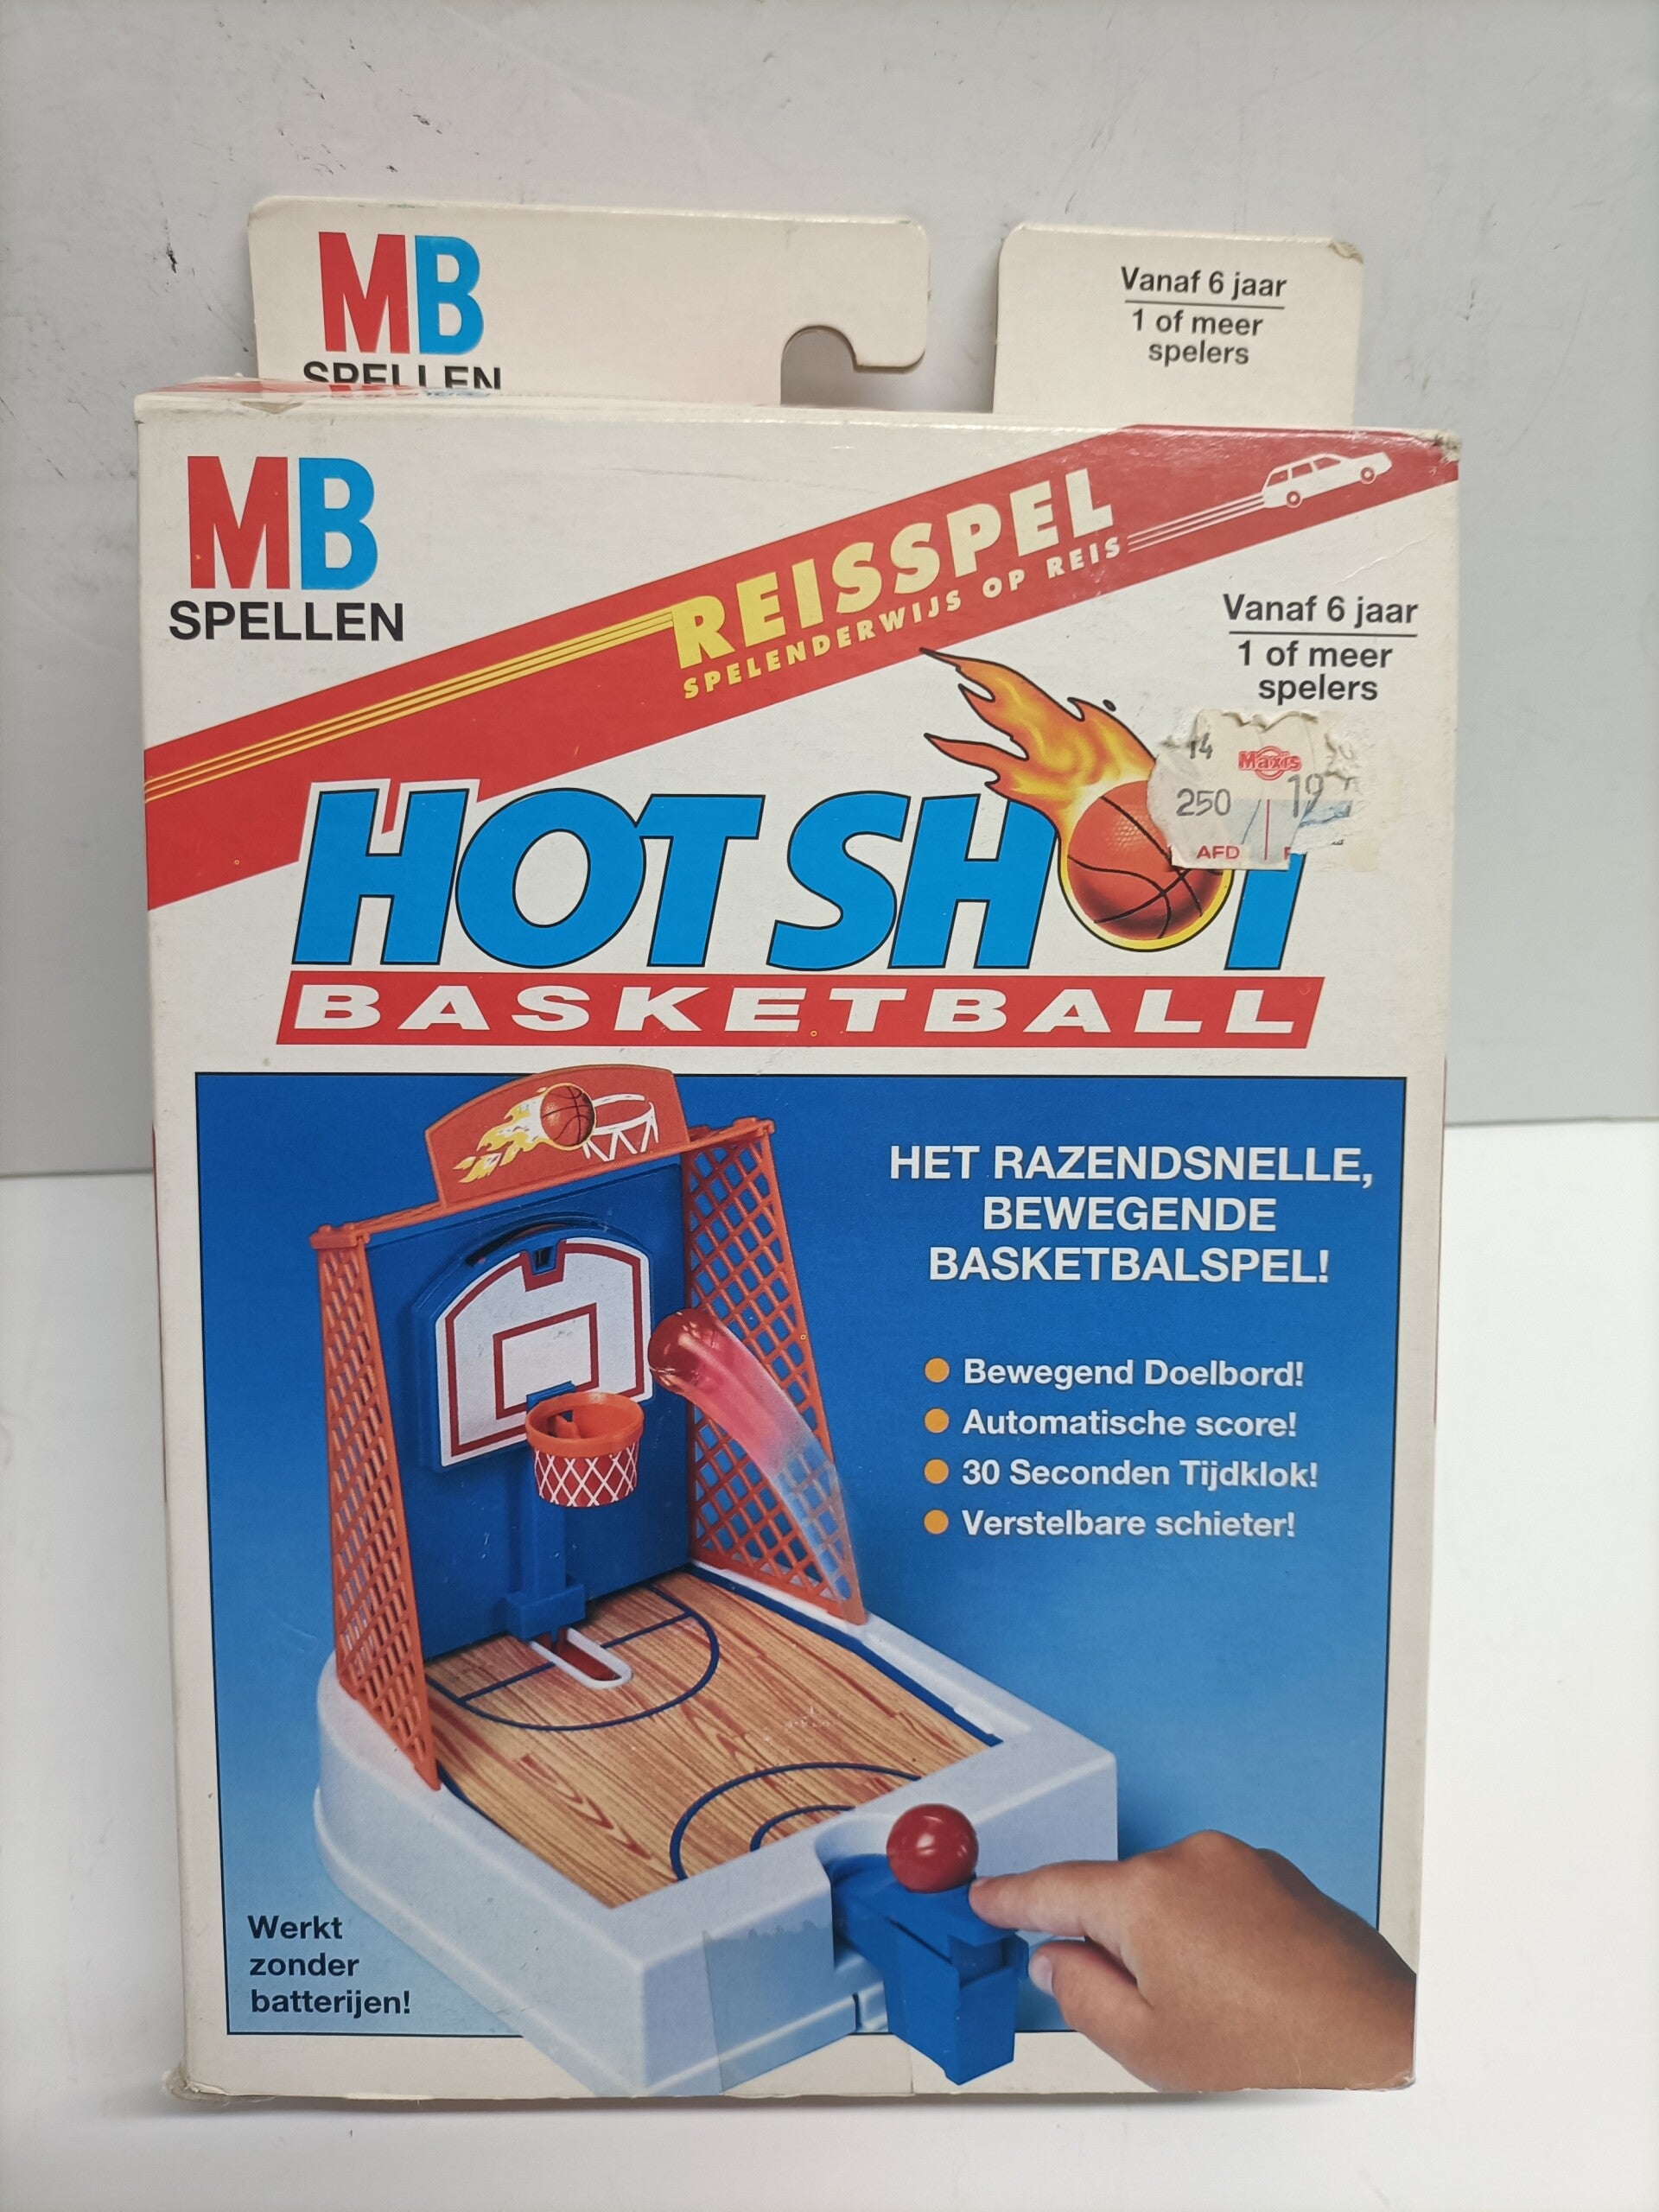 MB
SPELLEN
Vanaf 6 jaar
1 of meer
spelers
MB
SPELLEN
REISSPEL
SPELENDERWIJS OP REIS
Vanaf 6 jaar
1 of meer
spelers
14
Maxis
250 19
AFD
HOT SHOT
BASKETBALL
HET RAZENDSNELLE,
BEWEGENDE
BASKETBALSPEL!
Bewegend Doelbord!
Automatische score!
30 Seconden Tijdklok!
Verstelbare schieter!
Werkt
zonder
batterijen!